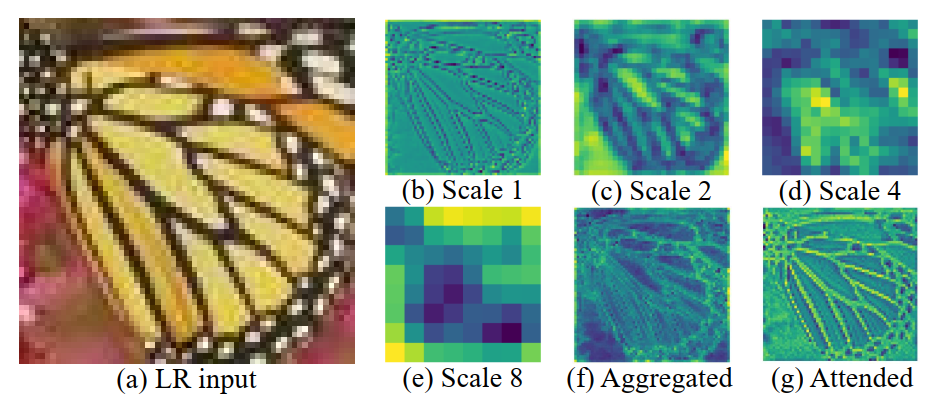 (b) Scale 1
(c) Scale 2
(d) Scale 4
(a) LR input
(e) Scale 8
(f) Aggregated
(g) Attended